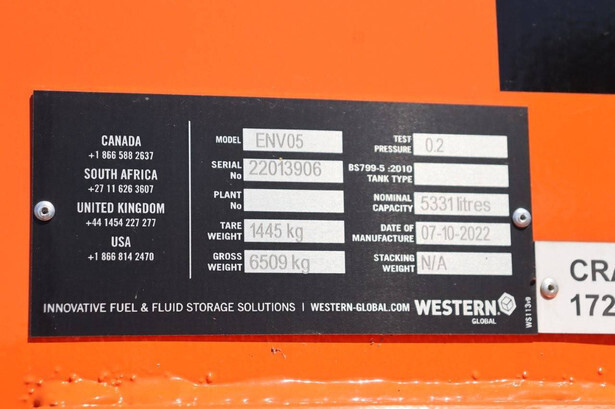 CANADA
+1 866 588 2637
SOUTH AFRICA
+27 11 626 3607
UNITED KINGDOM
+44 1454 227 277
USA
+1 866 814 2470
MODEL ENV05
SERIAL No 22013906
PLANT No
TARE WEIGHT 1445 kg
GROSS WEIGHT 6509 kg
TEST PRESSURE 0.2
BS799-5 :2010 TANK TYPE
NOMINAL CAPACITY 5331 litres
DATE OF MANUFACTURE 07-10-2022
STACKING WEIGHT N/A
INNOVATIVE FUEL & FLUID STORAGE SOLUTIONS | WESTERN-GLOBAL.COM WESTERN.
GLOBAL
WS113v9
CRA
172